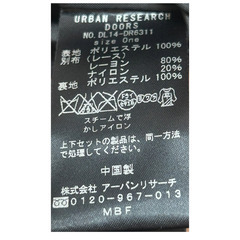 URBAN RESEARCH
DOORS
NO.DL14-DR6311
size One
表地 ポリエステル 100%
別布 (レース)
レーヨン 80%
ナイロン 20%
裏地 ポリエステル 100%
スチームで浮
かしアイロン
上下セットの製品は、同一方法
で処理してください。
中国製
株式会社 アーバンリサーチ
0120-967-013
MBF